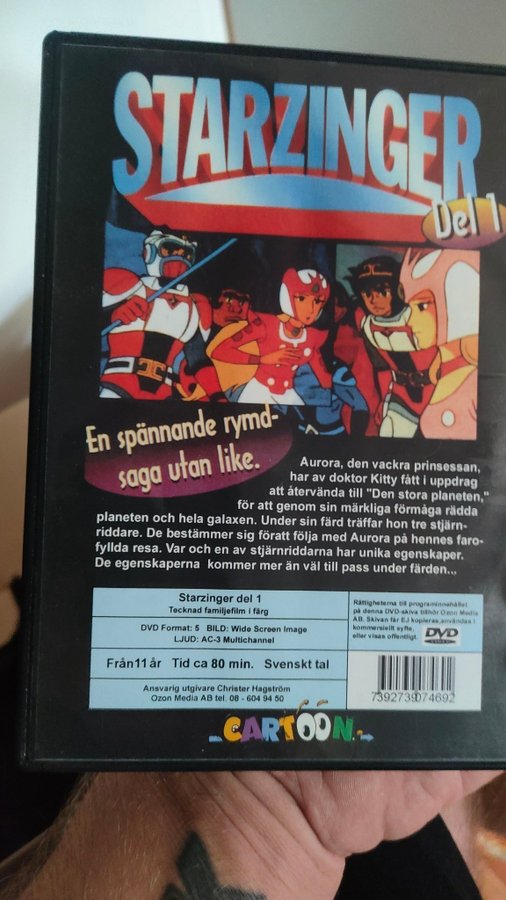 STARZINGER
Del 1
En spännande rymd-
saga utan like.
Aurora, den vackra prinsessan,
har av doktor Kitty fått i uppdrag
att återvända till "Den stora planeten,"
för att genom sin märkliga förmåga rädda
planeten och hela galaxen. Under sin färd träffar hon tre stjärn-
riddare. De bestämmer sig föratt följa med Aurora på hennes faro-
fyllda resa. Var och en av stjärnriddarna har unika egenskaper.
De egenskaperna kommer mer än väl till pass under färden...
Starzinger del 1
Tecknad familjefilm i färg
DVD Format: 5 BILD: Wide Screen Image
LJUD: AC-3 Multichannel
Från11 år Tid ca 80 min. Svenskt tal
Ansvarig utgivare Christer Hagström
Ozon Media AB tel. 08 - 604 94 50
Rättigheterna till programinnehållet
på denna DVD-skiva tillhör Ozon Media
AB. Skivan får EJ kopieras,användas i
kommersiellt syfte,
eller visas offentligt.
DVD
7392739074692
CARTOON